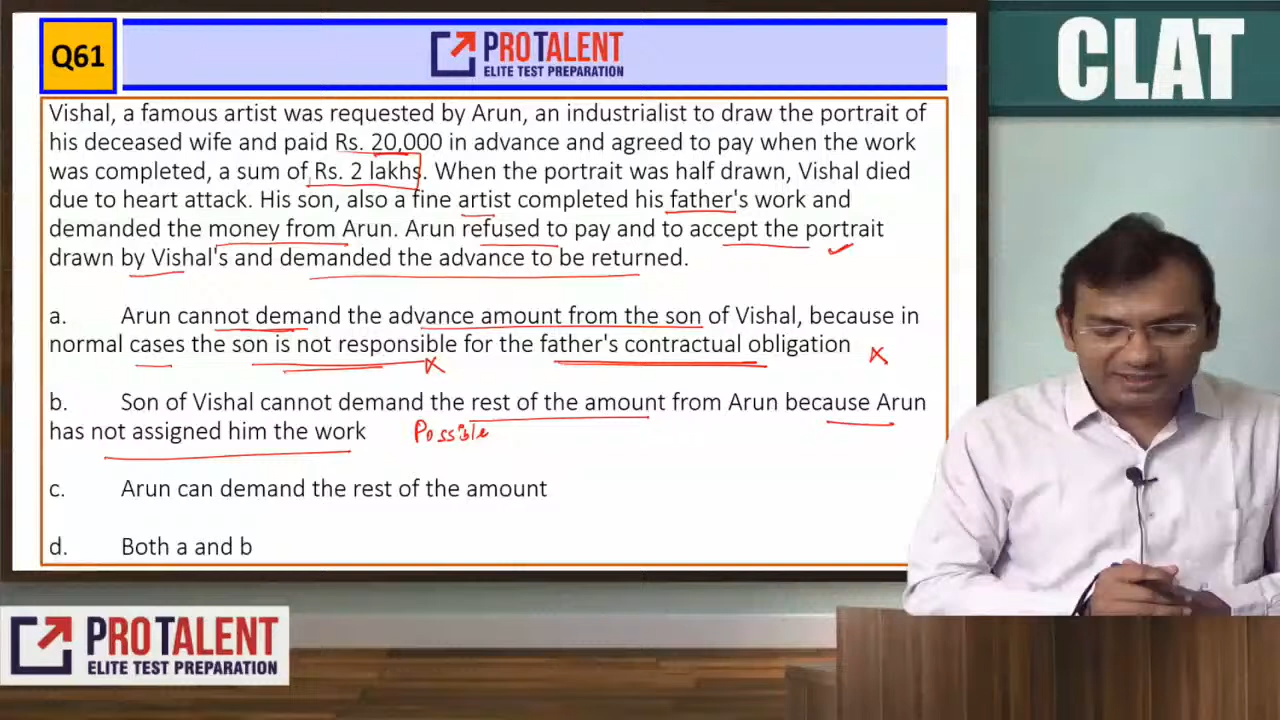 Q61
PROTALENT
ELITE TEST PREPARATION
CLAT
Vishal, a famous artist was requested by Arun, an industrialist to draw the portrait of
his deceased wife and paid Rs. 20,000 in advance and agreed to pay when the work
was completed, a sum of Rs. 2 lakhs. When the portrait was half drawn, Vishal died
due to heart attack. His son, also a fine artist completed his father's work and
demanded the money from Arun. Arun refused to pay and to accept the portrait
drawn by Vishal's and demanded the advance to be returned.
a. Arun cannot demand the advance amount from the son of Vishal, because in
normal cases the son is not responsible for the father's contractual obligation
b. Son of Vishal cannot demand the rest of the amount from Arun because Arun
has not assigned him the work Possible
c. Arun can demand the rest of the amount
d. Both a and b
PROTALENT
ELITE TEST PREPARATION